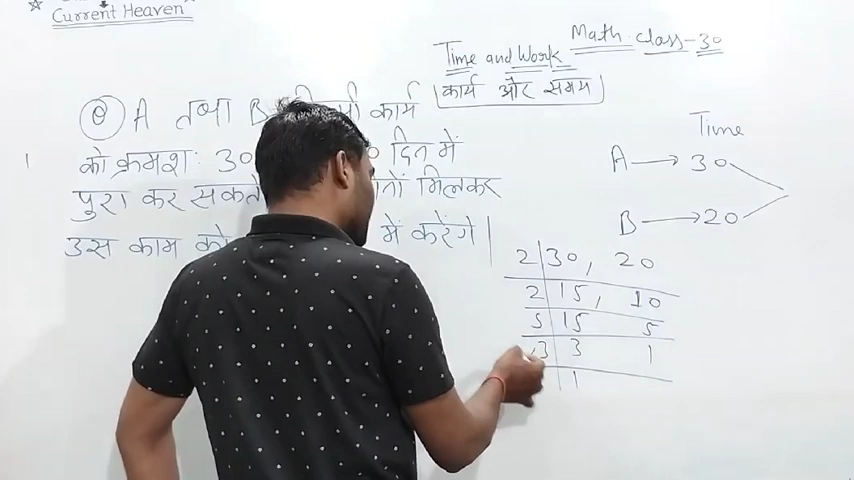 Current Heaven
Math class-30
Time and Work
कार्य और समय
Q A तथा B कार्य
को क्रमशः 30 दिन में
पुरा कर सकते मिलकर
उस काम को में करेंगे |
Time
A → 30
B → 20
2 | 30, 20
2 | 15, 10
5 | 15 5
3 | 3 1
1